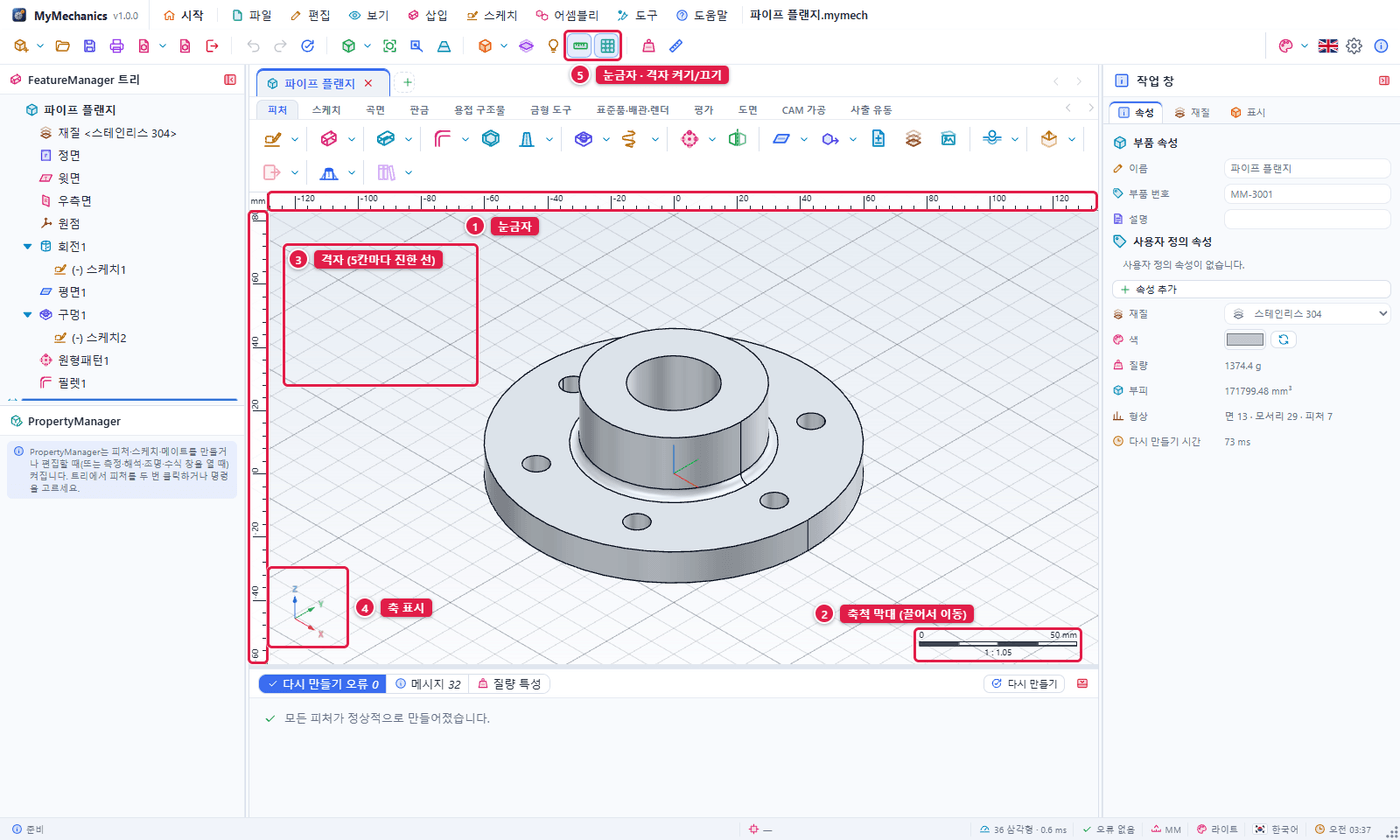 MyMechanics v1.0.0 시작 파일 편집 보기 삽입 스케치 어셈블리 도구 도움말 파이프 플랜지.mymech
5 눈금자 · 격자 켜기/끄기
FeatureManager 트리
파이프 플랜지
재질 <스테인리스 304>
정면
윗면
우측면
원점
회전1
(-) 스케치1
평면1
구멍1
(-) 스케치2
원형패턴1
필렛1
PropertyManager
PropertyManager는 피처·스케치·메이트를 만들거
나 편집할 때(또는 측정·해석·조명·수식 창을 열 때)
켜집니다. 트리에서 피처를 두 번 클릭하거나 명령
을 고르세요.
파이프 플랜지
피처 스케치 곡면 판금 용접 구조물 금형 도구 표준품·배관·렌더 평가 도면 CAM 가공 사출 유동
mm -120 -100 -80 -60 -40 -20 0 20 40 60 80 100 120
80
60
40
20
0
-20
-40
-60
1 눈금자
3 격자 (5칸마다 진한 선)
Z
Y
X
4 축 표시
2 축척 막대 (끌어서 이동)
0 50 mm
1 : 1.05
다시 만들기 오류 0 메시지 32 질량 특성 다시 만들기
모든 피처가 정상적으로 만들어졌습니다.
작업 창
속성 재질 표시
부품 속성
이름 파이프 플랜지
부품 번호 MM-3001
설명
사용자 정의 속성
사용자 정의 속성이 없습니다.
+ 속성 추가
재질 스테인리스 304
색
질량 1374.4 g
부피 171799.48 mm³
형상 면 13 · 모서리 29 · 피처 7
다시 만들기 시간 73 ms
준비 — 36 삼각형 · 0.6 ms 오류 없음 MM 라이트 한국어 오전 03:37